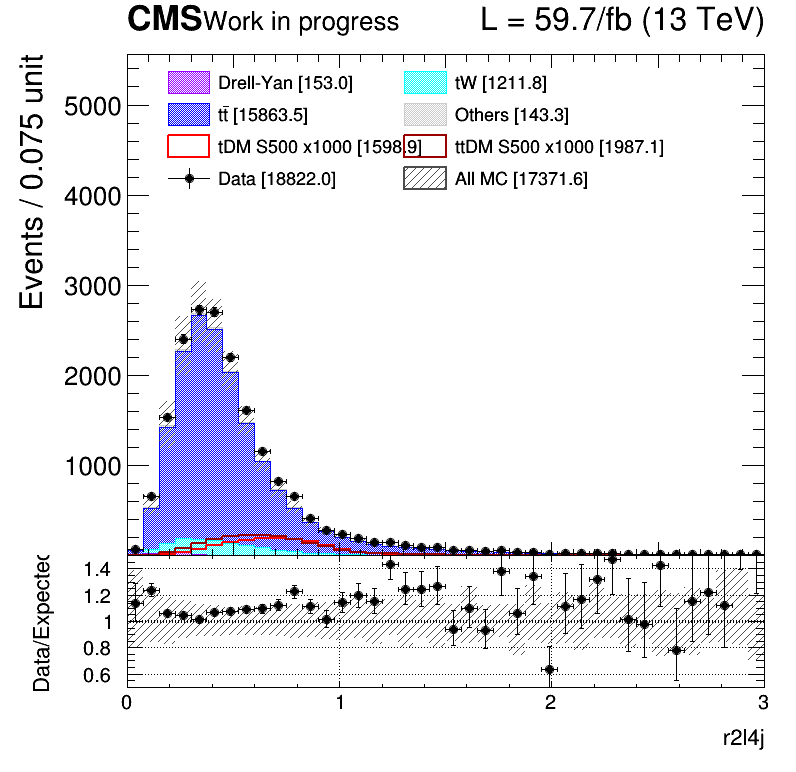 CMS Work in progress L = 59.7/fb (13 TeV)
Events / 0.075 unit
Drell-Yan [153.0] tW [1211.8]
tt̄ [15863.5] Others [143.3]
tDM S500 x1000 [1598.9] ttDM S500 x1000 [1987.1]
Data [18822.0] All MC [17371.6]
5000
4000
3000
2000
1000
Data/Expected
1.4
1.2
1
0.8
0.6
0 1 2 3
r2l4j